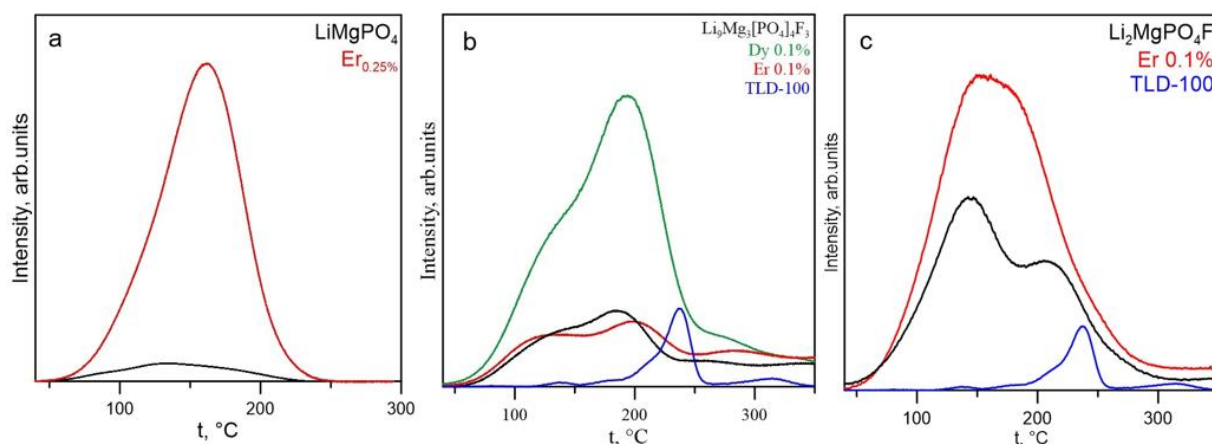 a
LiMgPO₄
Er₀.₂₅%
Intensity, arb.units
100
200
300
t, °C
b
Li₉Mg₃[PO₄]₄F₃
Dy 0.1%
Er 0.1%
TLD-100
Intensity, arb.units
100
200
300
t, °C
c
Li₂MgPO₄F
Er 0.1%
TLD-100
Intensity, arb.units
100
200
300
t, °C